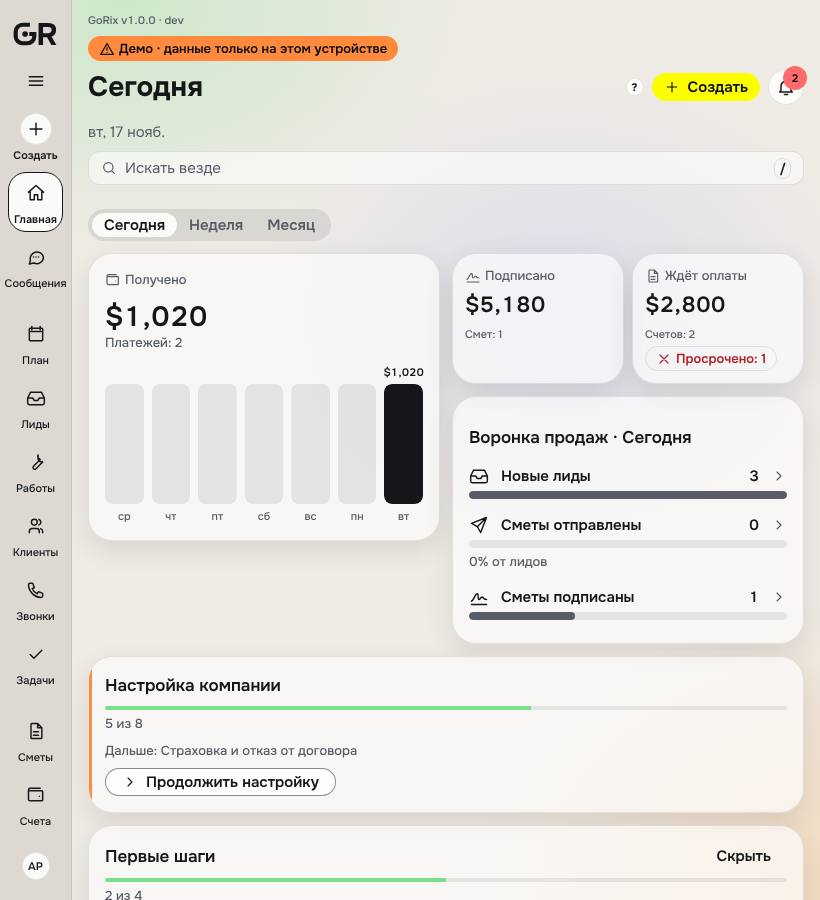 GR
GoRix v1.0.0 · dev
Демо · данные только на этом устройстве
Сегодня
?
Создать
2
вт, 17 нояб.
Искать везде
/
Создать
Главная
Сообщения
План
Лиды
Работы
Клиенты
Звонки
Задачи
Сметы
Счета
AP
Сегодня
Неделя
Месяц
Получено
$1,020
Платежей: 2
$1,020
ср
чт
пт
сб
вс
пн
вт
Подписано
$5,180
Смет: 1
Ждёт оплаты
$2,800
Счетов: 2
Просрочено: 1
Воронка продаж · Сегодня
Новые лиды 3
Сметы отправлены 0
0% от лидов
Сметы подписаны 1
Настройка компании
5 из 8
Дальше: Страховка и отказ от договора
Продолжить настройку
Первые шаги
Скрыть
2 из 4